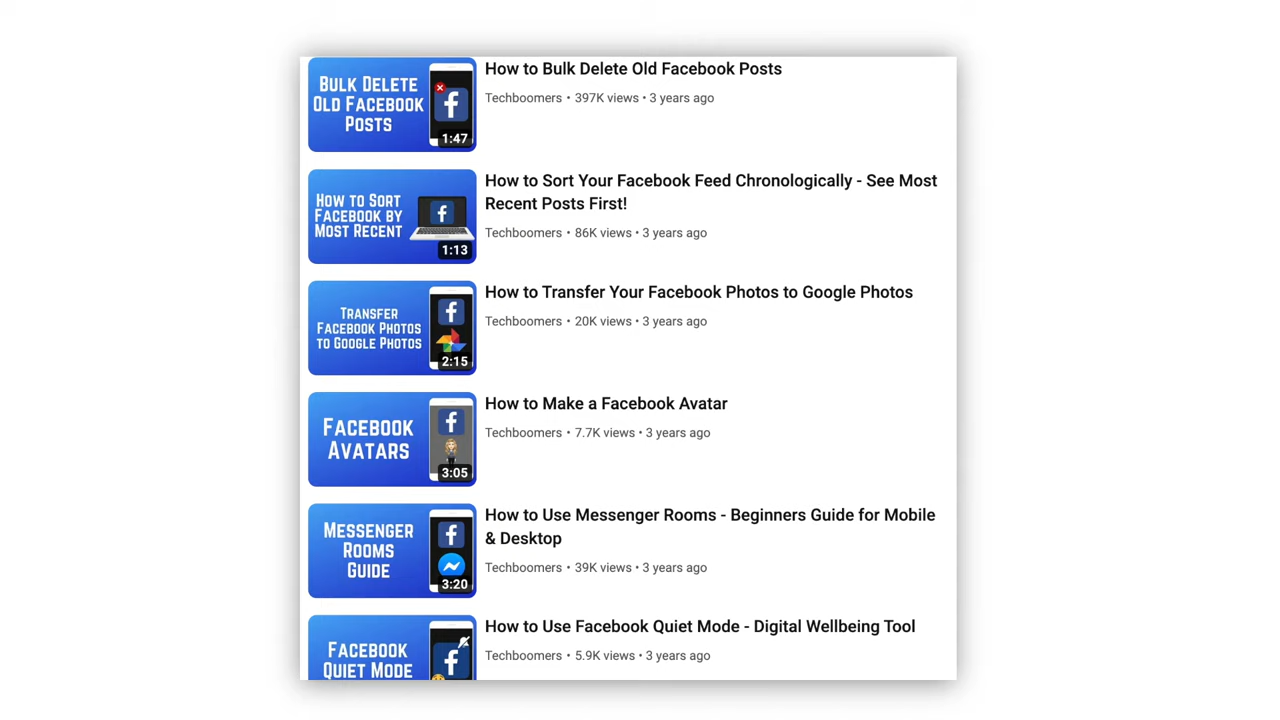 BULK DELETE
OLD FACEBOOK
POSTS
1:47
How to Bulk Delete Old Facebook Posts
Techboomers • 397K views • 3 years ago
HOW TO SORT
FACEBOOK BY
MOST RECENT
1:13
How to Sort Your Facebook Feed Chronologically - See Most
Recent Posts First!
Techboomers • 86K views • 3 years ago
TRANSFER
FACEBOOK PHOTOS
TO GOOGLE PHOTOS
2:15
How to Transfer Your Facebook Photos to Google Photos
Techboomers • 20K views • 3 years ago
FACEBOOK
AVATARS
3:05
How to Make a Facebook Avatar
Techboomers • 7.7K views • 3 years ago
MESSENGER
ROOMS
GUIDE
3:20
How to Use Messenger Rooms - Beginners Guide for Mobile
& Desktop
Techboomers • 39K views • 3 years ago
FACEBOOK
QUIET MODE
How to Use Facebook Quiet Mode - Digital Wellbeing Tool
Techboomers • 5.9K views • 3 years ago